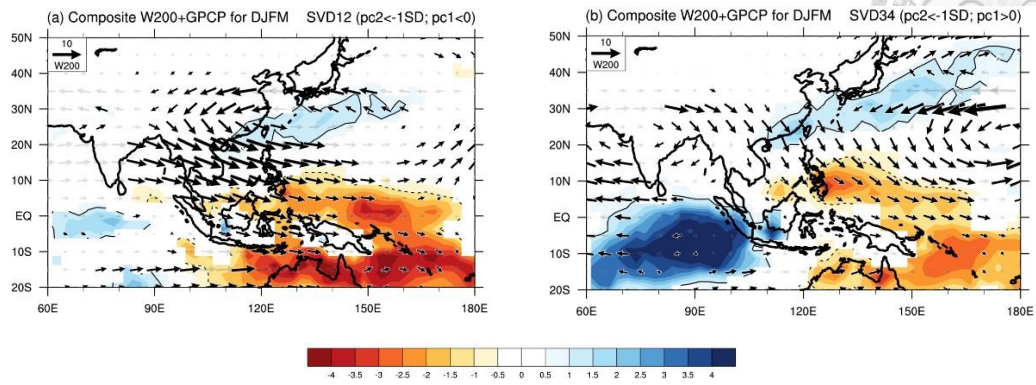 (a) Composite W200+GPCP for DJFM SVD12 (pc2<-1SD; pc1<0)
50N
10
W200
40N
30N
20N
10N
EQ
10S
20S
60E 90E 120E 150E 180E
(b) Composite W200+GPCP for DJFM SVD34 (pc2<-1SD; pc1>0)
50N
10
W200
40N
30N
20N
10N
EQ
10S
20S
60E 90E 120E 150E 180E
-4 -3.5 -3 -2.5 -2 -1.5 -1 -0.5 0 0.5 1 1.5 2 2.5 3 3.5 4